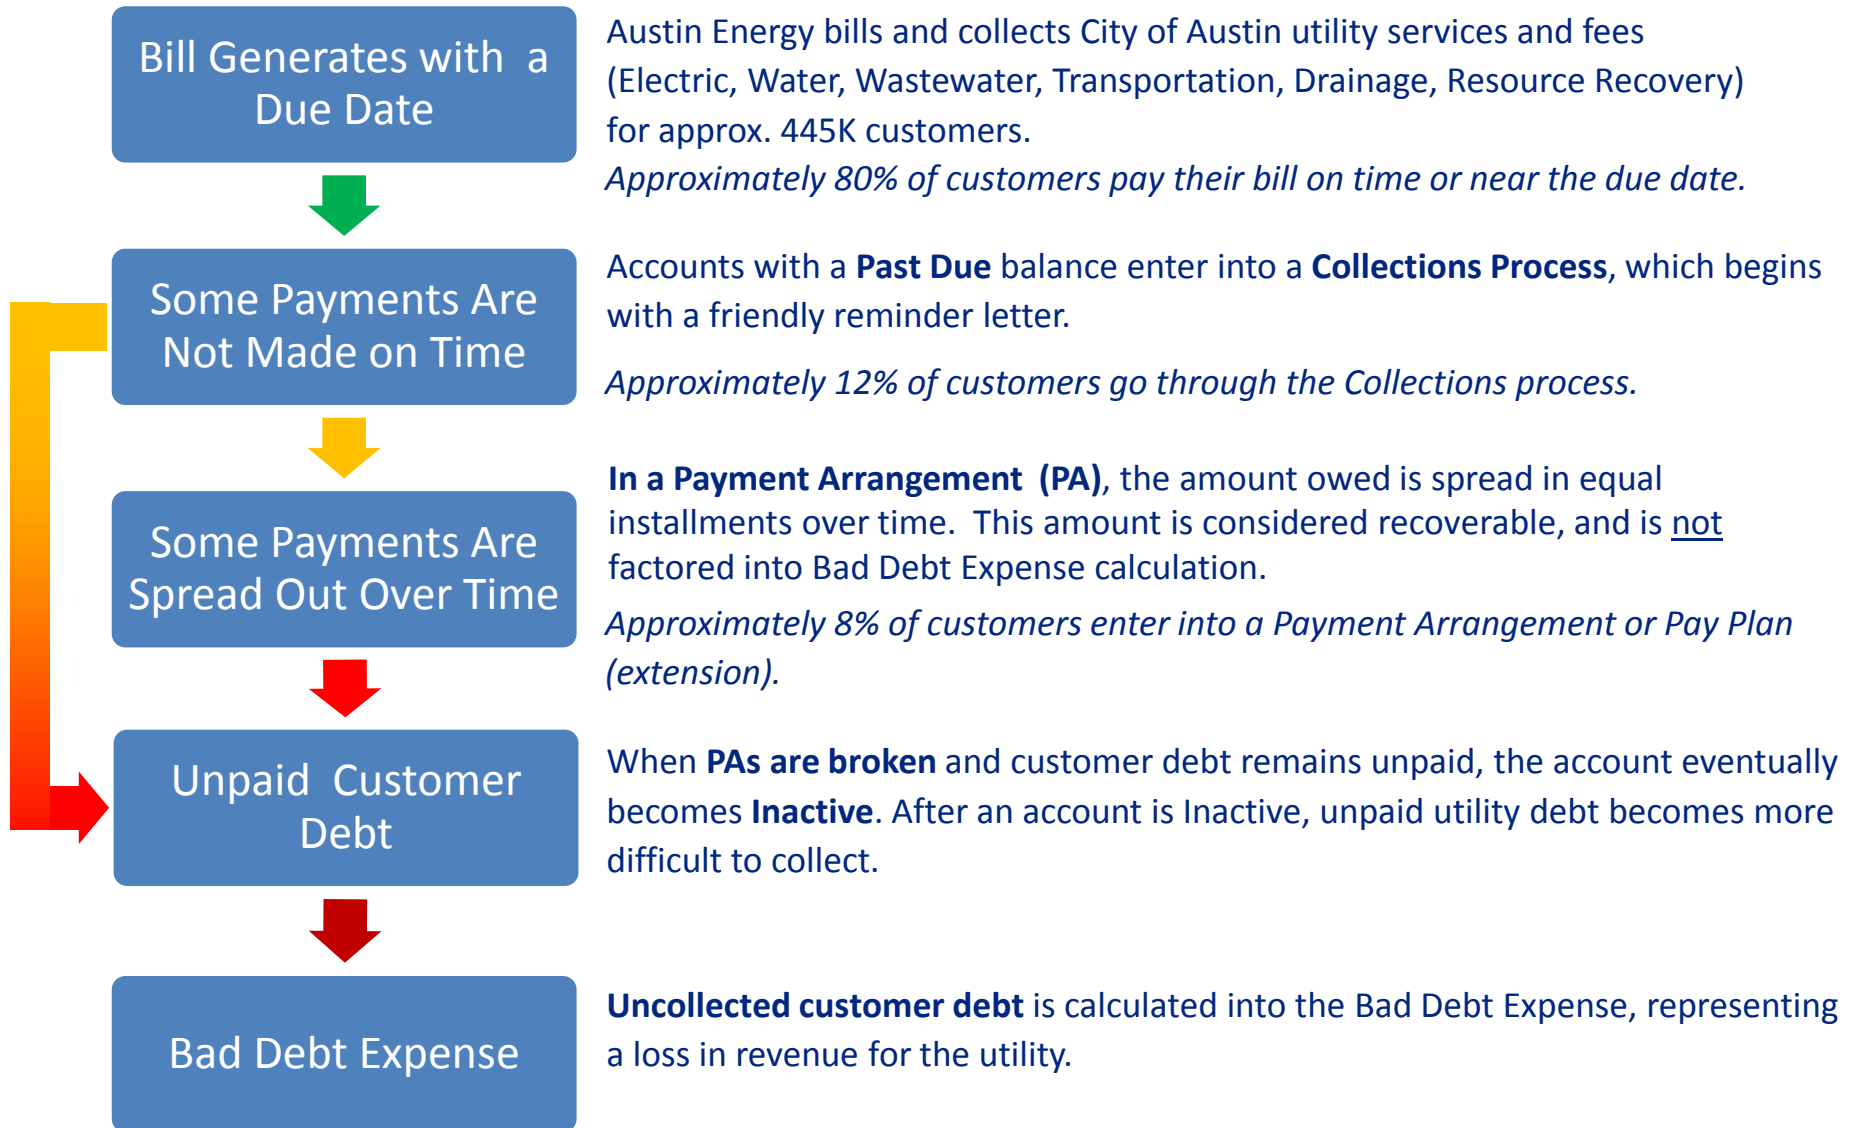 Bill Generates with  a
Due Date
Austin Energy bills and collects City of Austin utility services and fees
(Electric, Water, Wastewater, Transportation, Drainage, Resource Recovery)
for approx. 445K customers.
Approximately 80% of customers pay their bill on time or near the due date.
Some Payments Are
Not Made on Time
Accounts with a Past Due balance enter into a Collections Process, which begins
with a friendly reminder letter.
Approximately 12% of customers go through the Collections process.
Some Payments Are
Spread Out Over Time
In a Payment Arrangement  (PA), the amount owed is spread in equal
installments over time.  This amount is considered recoverable, and is not
factored into Bad Debt Expense calculation.
Approximately 8% of customers enter into a Payment Arrangement or Pay Plan
(extension).
Unpaid  Customer
Debt
When PAs are broken and customer debt remains unpaid, the account eventually
becomes Inactive. After an account is Inactive, unpaid utility debt becomes more
difficult to collect.
Bad Debt Expense
Uncollected customer debt is calculated into the Bad Debt Expense, representing
a loss in revenue for the utility.